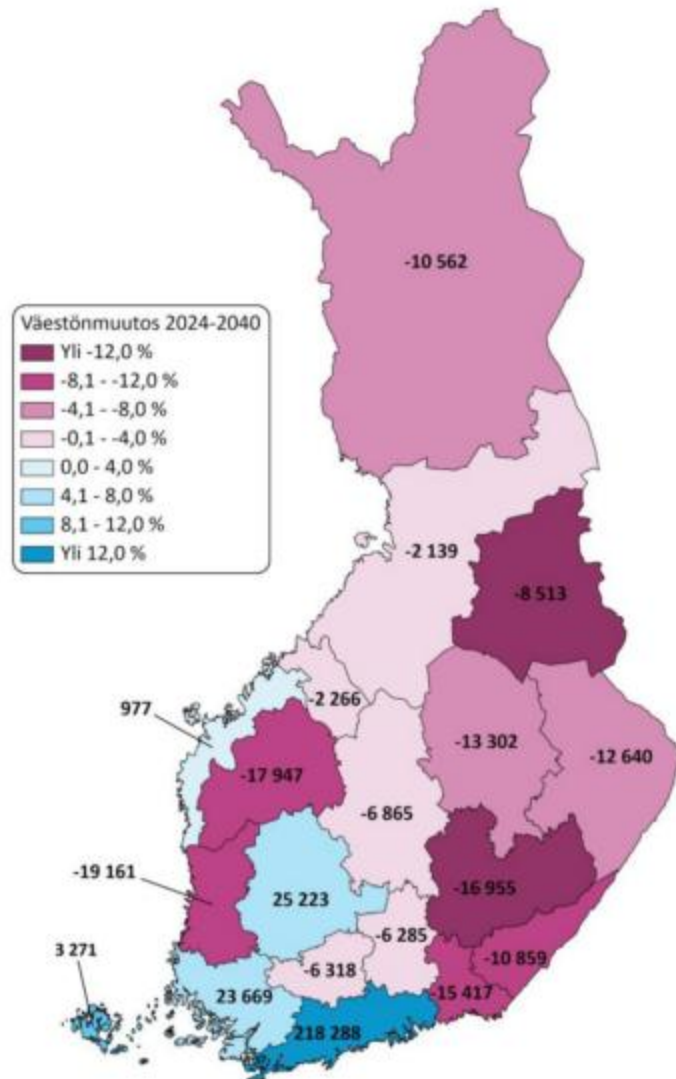 -10 562
Väestönmuutos 2024-2040
Yli -12,0 %
-8,1 - -12,0 %
-4,1 - -8,0 %
-0,1 - -4,0 %
0,0 - 4,0 %
4,1 - 8,0 %
8,1 - 12,0 %
Yli 12,0 %
-2 139
-8 513
-2 266
977
-13 302
-12 640
-17 947
-6 865
-19 161
-16 955
25 223
-6 285
3 271
-10 859
-6 318
-15 417
23 669
218 288